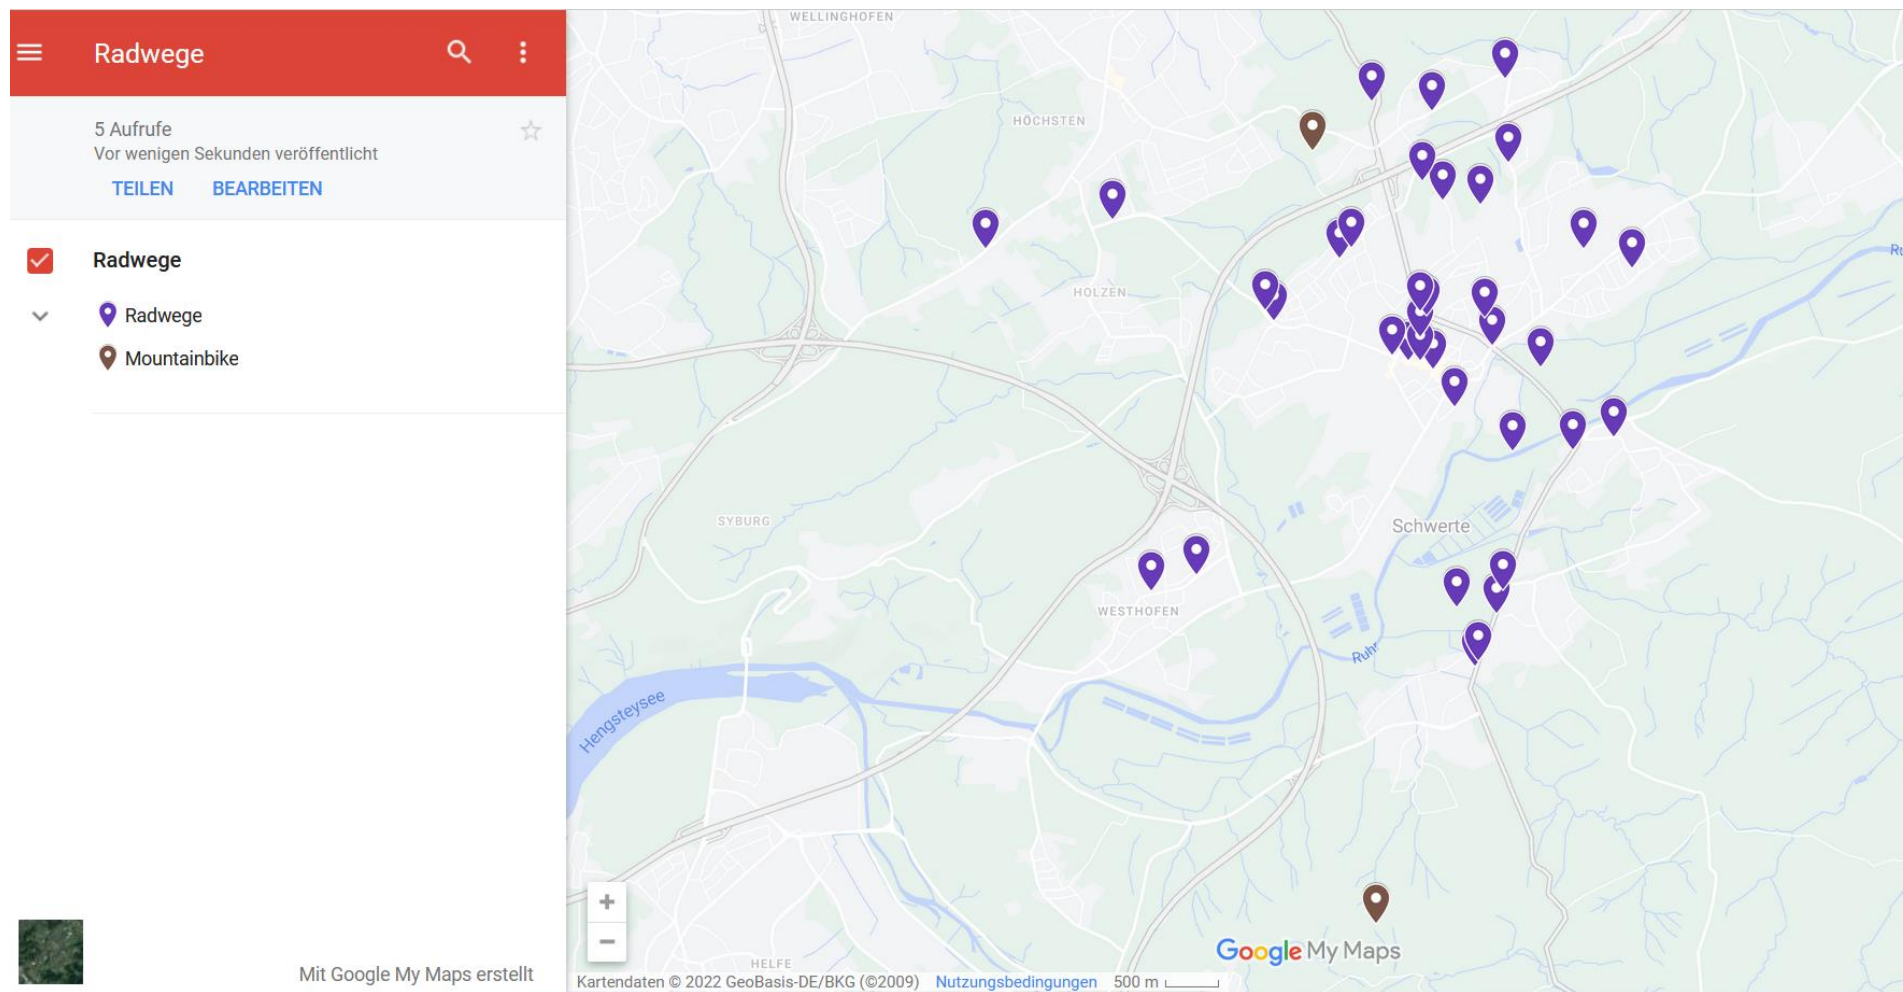 Radwege
5 Aufrufe
Vor wenigen Sekunden veröffentlicht
TEILEN BEARBEITEN
Radwege
Radwege
Mountainbike
Mit Google My Maps erstellt
WELLINGHOFEN
HÖCHSTEN
HOLZEN
SYBURG
Schwerte
WESTHOFEN
Ruhr
Hengsteysee
HELFE
Google My Maps
Kartendaten © 2022 GeoBasis-DE/BKG (©2009) Nutzungsbedingungen 500 m